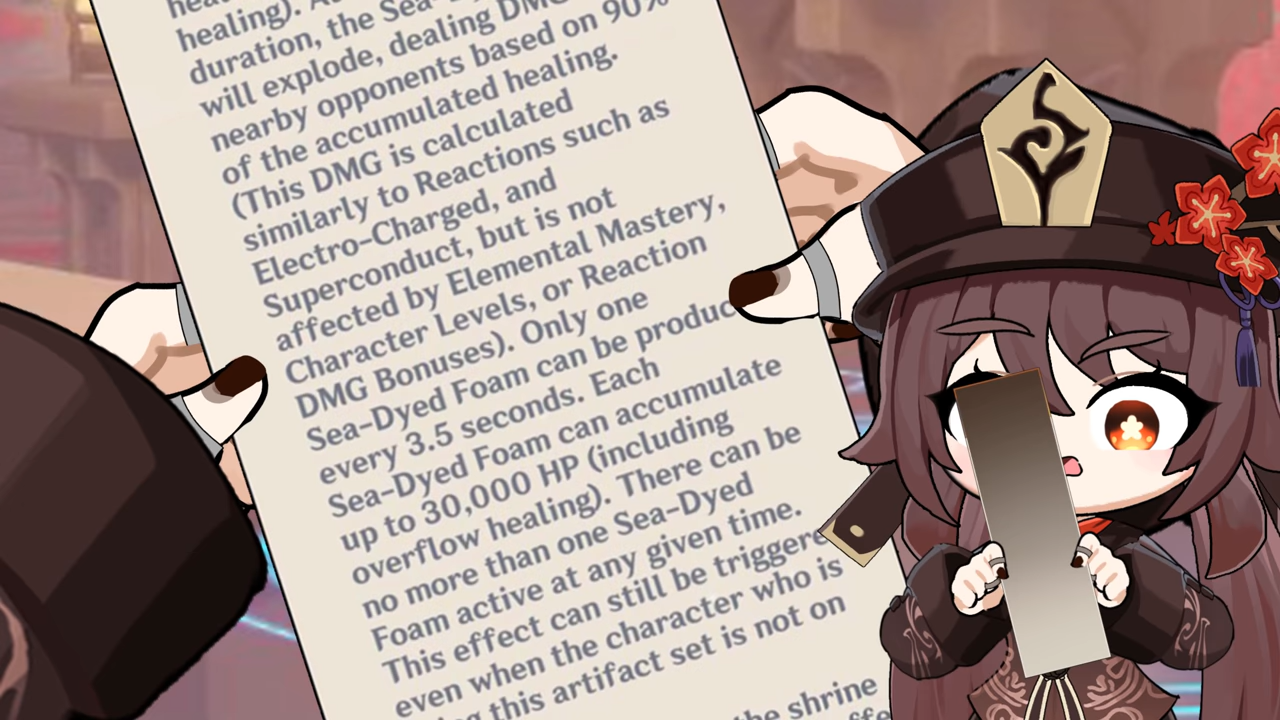 healing). A
duration, the Sea-
will explode, dealing DMG
nearby opponents based on 90%
of the accumulated healing.
(This DMG is calculated
similarly to Reactions such as
Electro-Charged, and
Superconduct, but is not
affected by Elemental Mastery,
Character Levels, or Reaction
DMG Bonuses). Only one
Sea-Dyed Foam can be produc
every 3.5 seconds. Each
Sea-Dyed Foam can accumulate
up to 30,000 HP (including
overflow healing). There can be
no more than one Sea-Dyed
Foam active at any given time.
This effect can still be triggere
even when the character who is
this artifact set is not on
the shrine